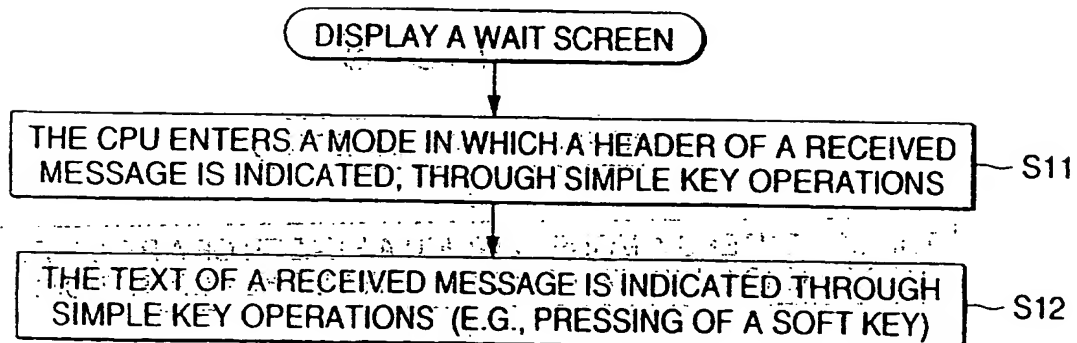 DISPLAY A WAIT SCREEN
THE CPU ENTERS A MODE IN WHICH A HEADER OF A RECEIVED
MESSAGE IS INDICATED, THROUGH SIMPLE KEY OPERATIONS
S11
THE TEXT OF A RECEIVED MESSAGE IS INDICATED THROUGH
SIMPLE KEY OPERATIONS (E.G., PRESSING OF A SOFT KEY)
S12